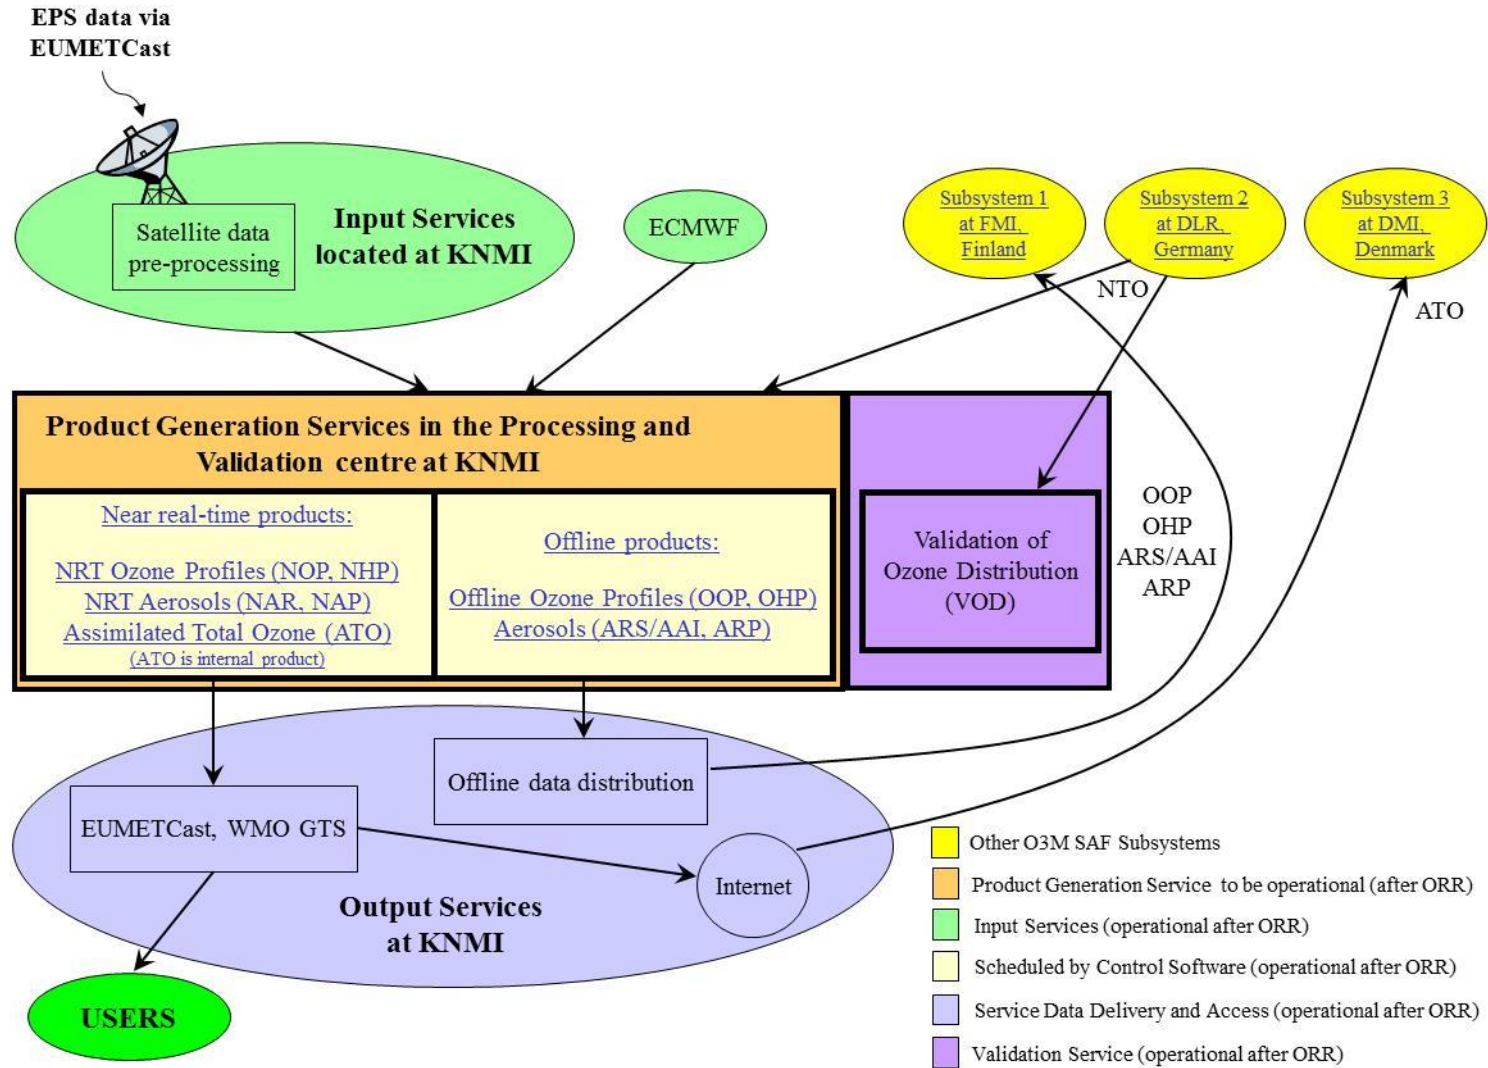 EPS data via
EUMETCast
Satellite data
pre-processing
Input Services
located at KNMI
ECMWF
Subsystem 1
at FMI,
Finland
Subsystem 2
at DLR,
Germany
Subsystem 3
at DMI,
Denmark
NTO
ATO
Product Generation Services in the Processing and
Validation centre at KNMI
Near real-time products:
NRT Ozone Profiles (NOP, NHP)
NRT Aerosols (NAR, NAP)
Assimilated Total Ozone (ATO)
(ATO is internal product)
Offline products:
Offline Ozone Profiles (OOP, OHP)
Aerosols (ARS/AAI, ARP)
Validation of
Ozone Distribution
(VOD)
OOP
OHP
ARS/AAI
ARP
Offline data distribution
EUMETCast, WMO GTS
Internet
Output Services
at KNMI
USERS
Other O3M SAF Subsystems
Product Generation Service to be operational (after ORR)
Input Services (operational after ORR)
Scheduled by Control Software (operational after ORR)
Service Data Delivery and Access (operational after ORR)
Validation Service (operational after ORR)